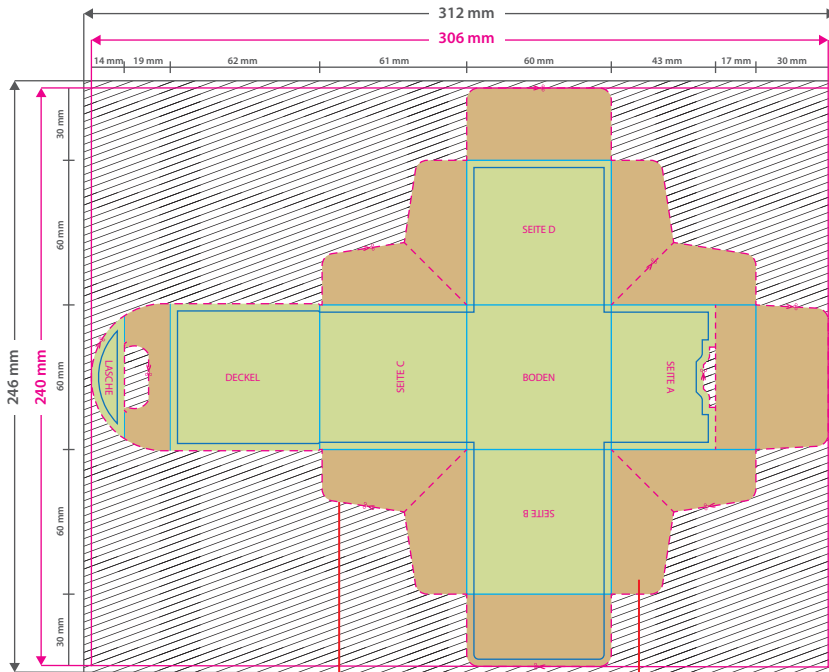 312 mm
306 mm
14 mm 19 mm 62 mm 61 mm 60 mm 43 mm 17 mm 30 mm
246 mm
240 mm
30 mm
60 mm
60 mm
60 mm
30 mm
SEITE D
LASCHE
DECKEL
SEITE C
BODEN
SEITE A
SEITE B